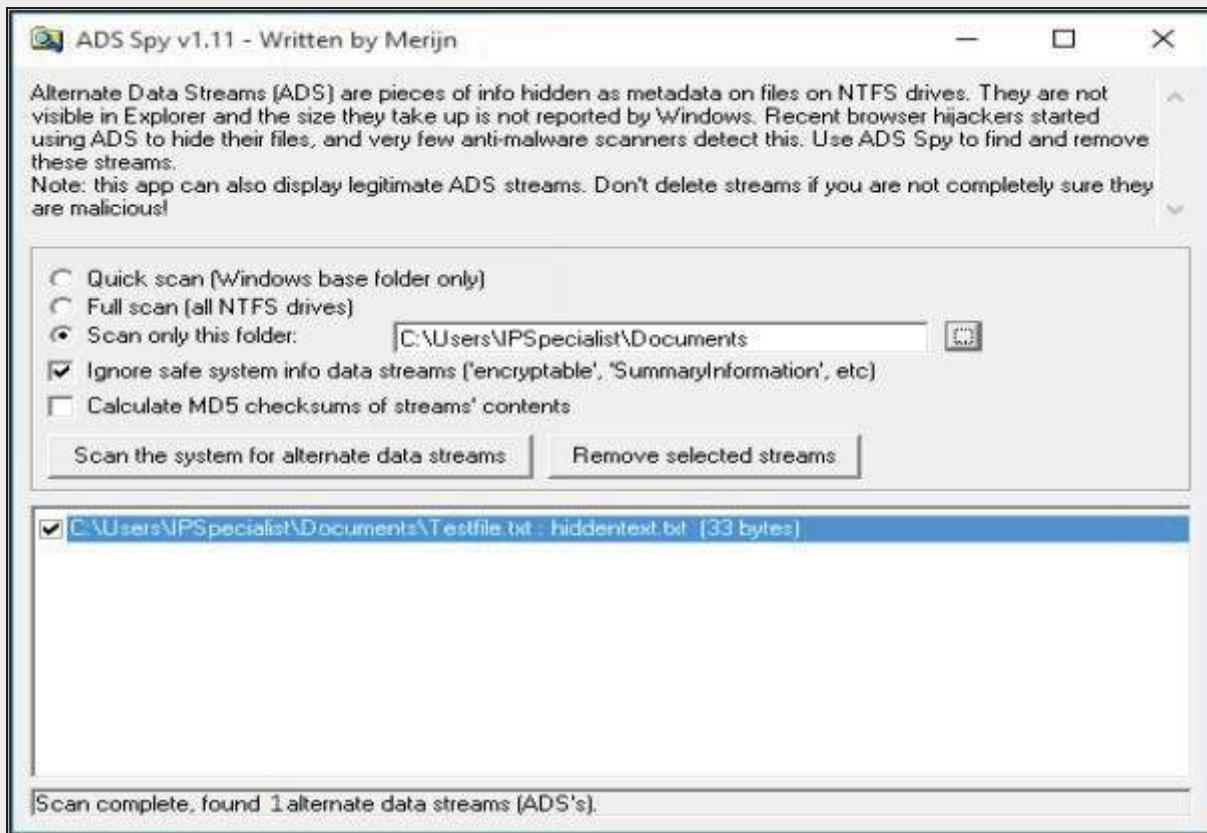 ADS Spy v1.11 - Written by Merijn
Alternate Data Streams (ADS) are pieces of info hidden as metadata on files on NTFS drives. They are not
visible in Explorer and the size they take up is not reported by Windows. Recent browser hijackers started
using ADS to hide their files, and very few anti-malware scanners detect this. Use ADS Spy to find and remove
these streams.
Note: this app can also display legitimate ADS streams. Don't delete streams if you are not completely sure they
are malicious!
Quick scan (Windows base folder only)
Full scan (all NTFS drives)
Scan only this folder: C:\Users\IPSpecialist\Documents ...
Ignore safe system info data streams ('encryptable', 'SummaryInformation', etc)
Calculate MD5 checksums of streams' contents
Scan the system for alternate data streams Remove selected streams
C:\Users\IPSpecialist\Documents\Testfile.txt : hiddentext.txt (33 bytes)
Scan complete, found 1 alternate data streams (ADS's).